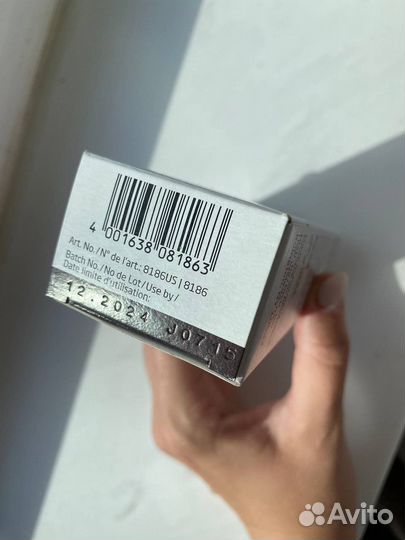 4 001638 081863
Art. No./N° de l'art.: 8186US | 8186
Batch No./No de Lot/Use by/
Date limite d'utilisation:
12.2024 J0715
Avito